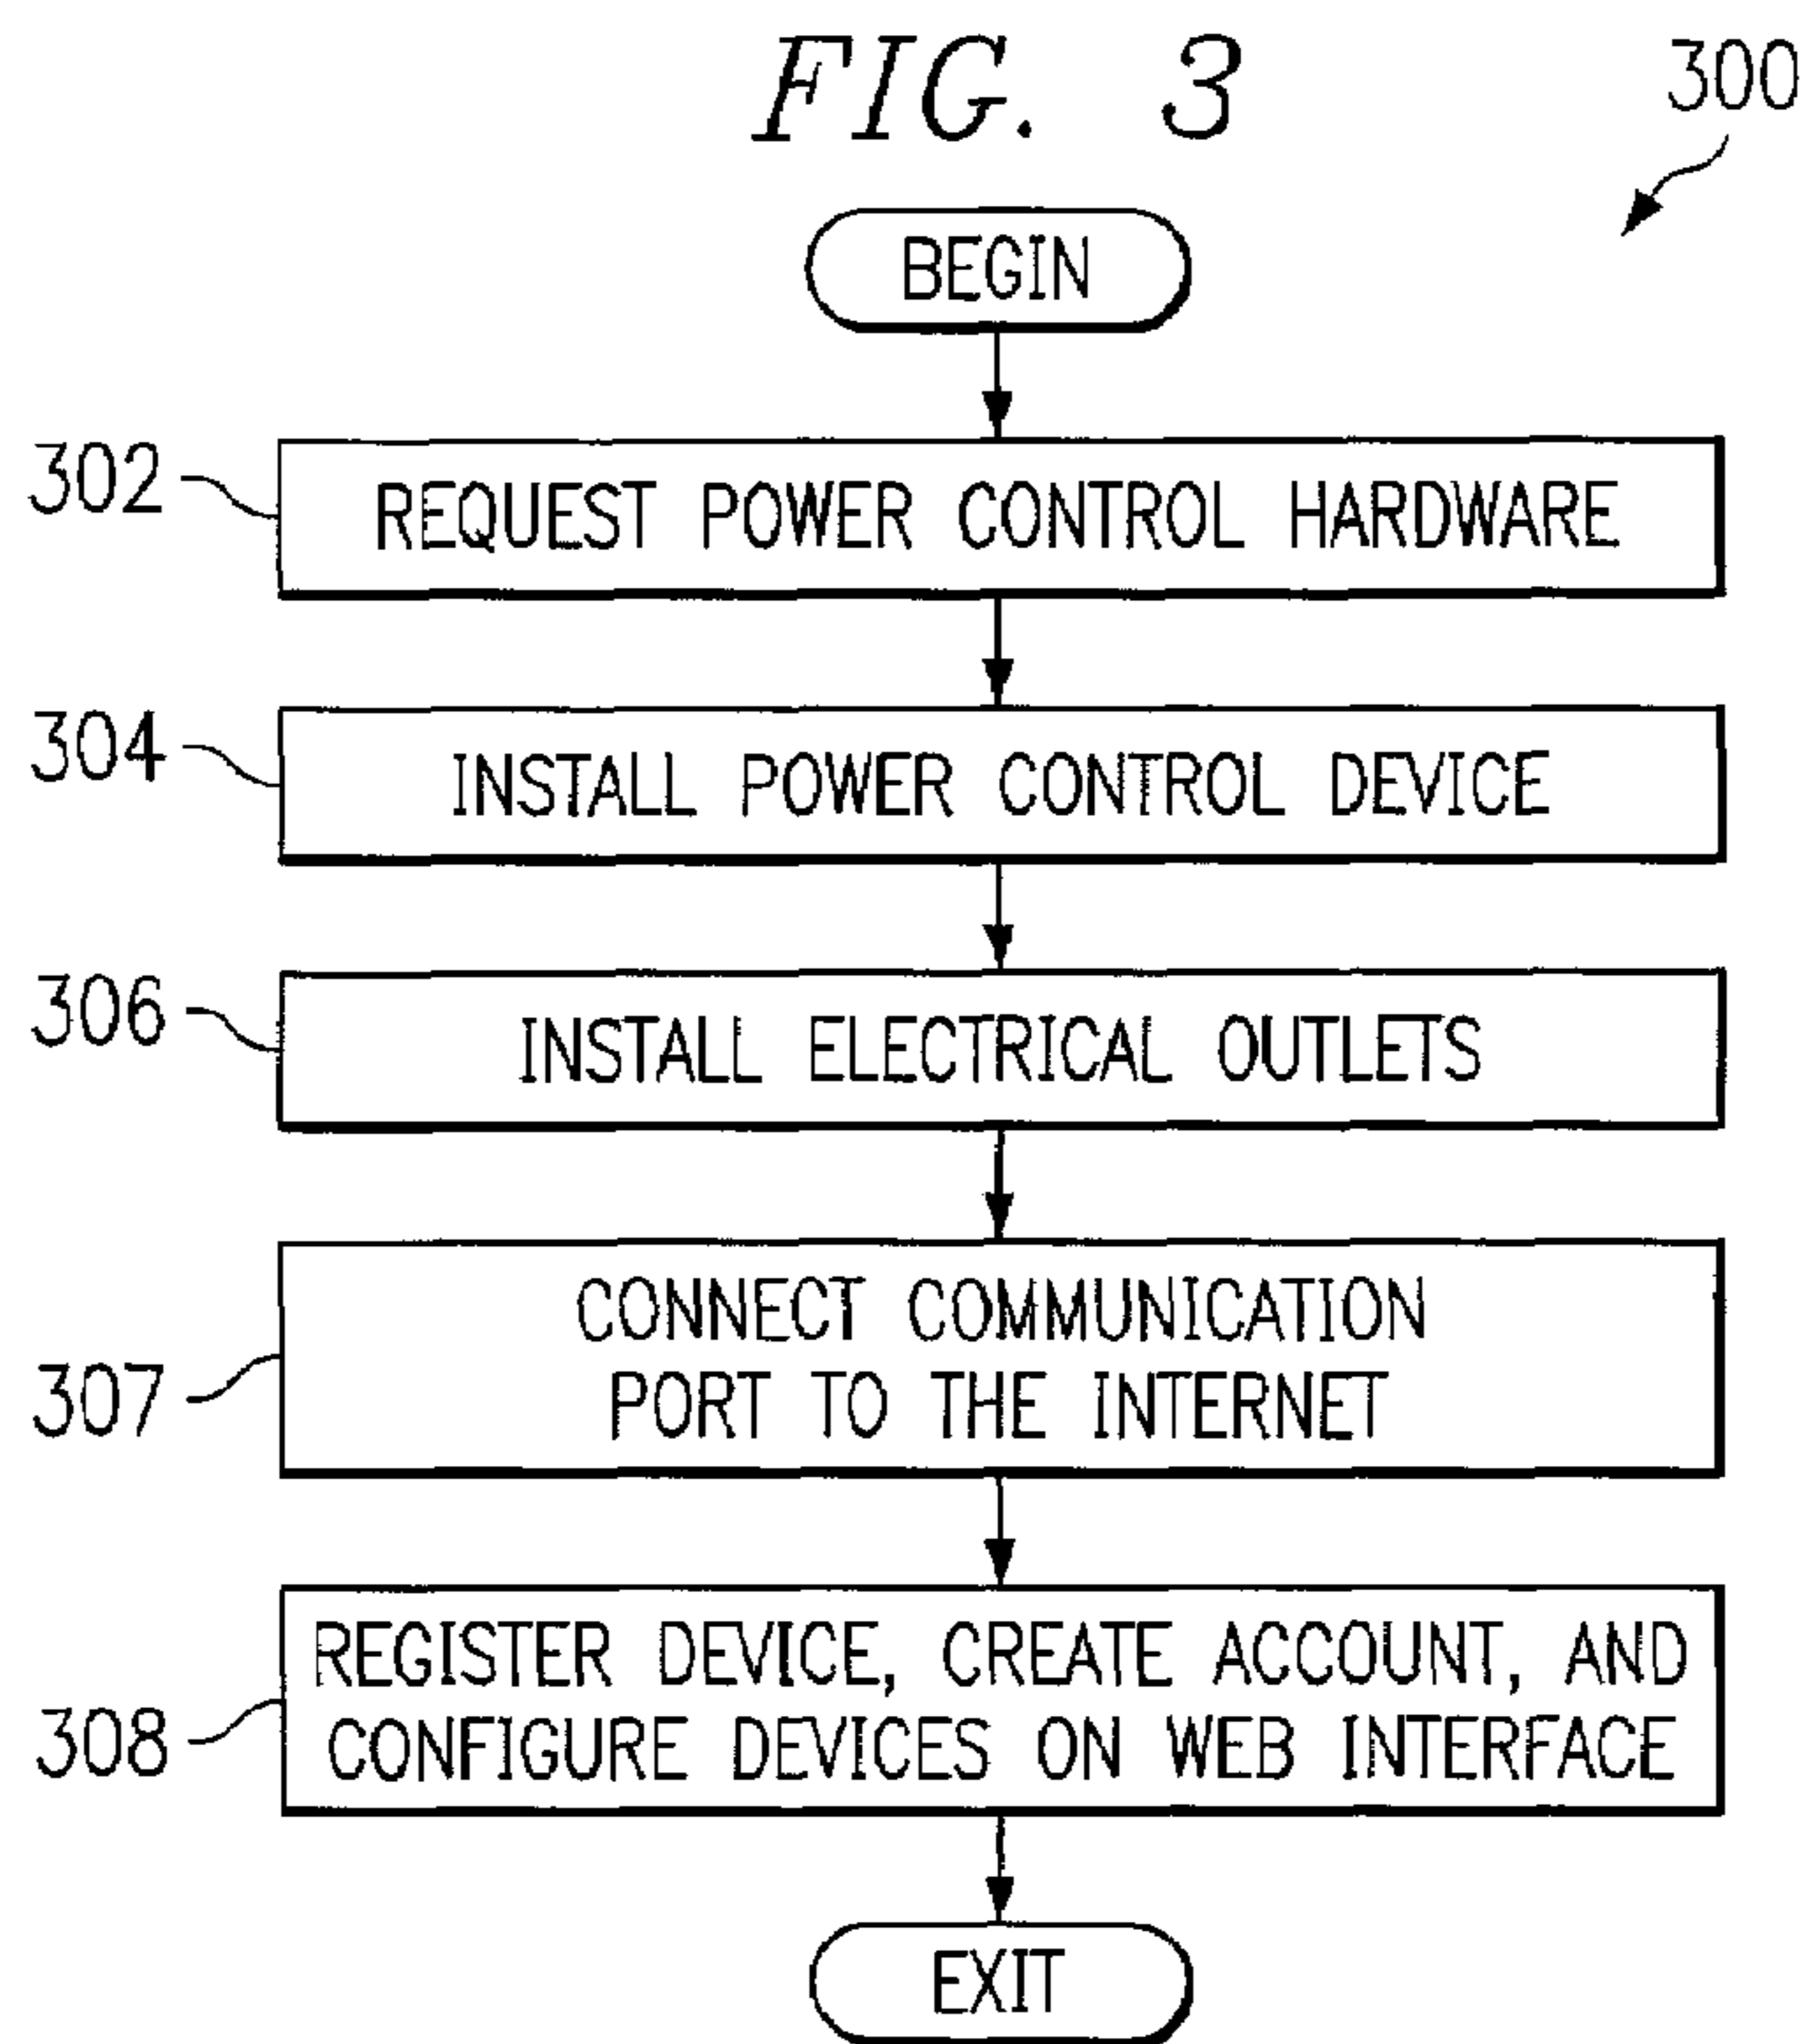 FIG. 3
300
BEGIN
302
REQUEST POWER CONTROL HARDWARE
304
INSTALL POWER CONTROL DEVICE
306
INSTALL ELECTRICAL OUTLETS
307
CONNECT COMMUNICATION
PORT TO THE INTERNET
308
REGISTER DEVICE, CREATE ACCOUNT, AND
CONFIGURE DEVICES ON WEB INTERFACE
EXIT